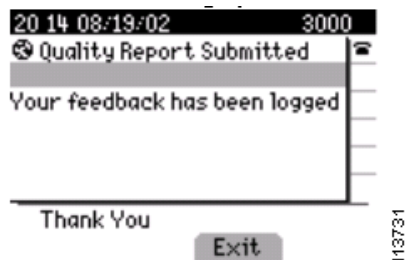 20 14 08/19/02 3000
Quality Report Submitted
Your feedback has been logged
Thank You
Exit
113731